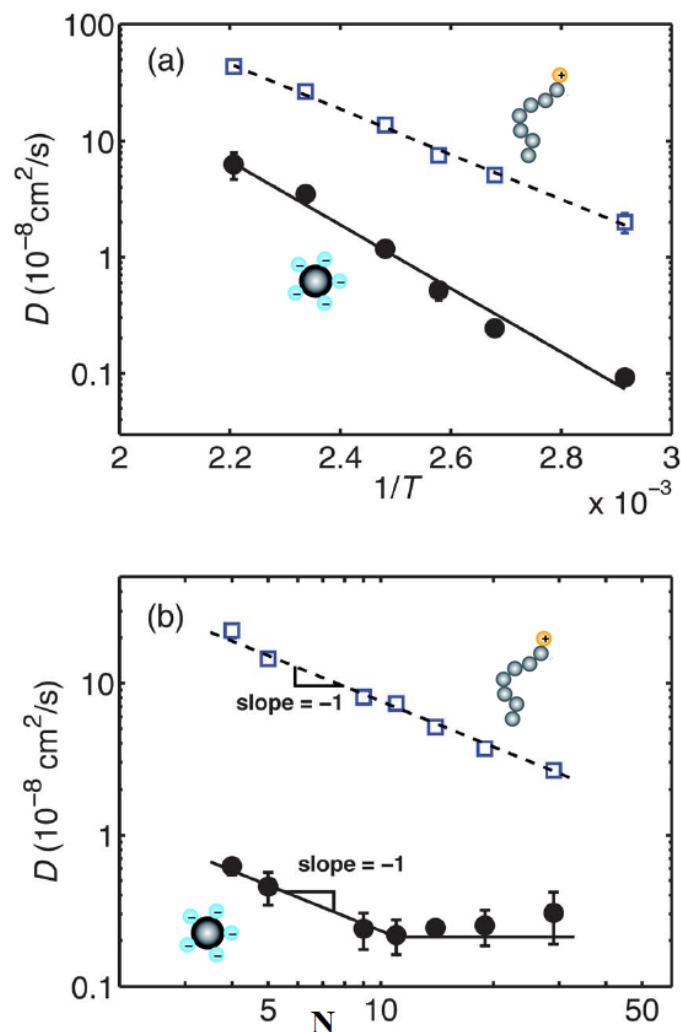 100
(a)
+
10
D (10⁻⁸cm²/s)
1
0.1
2 2.2 2.4 2.6 2.8 3
1/T
x 10⁻³
(b)
+
10
slope = −1
D (10⁻⁸ cm²/s)
1
slope = −1
0.1
5 10 50
N